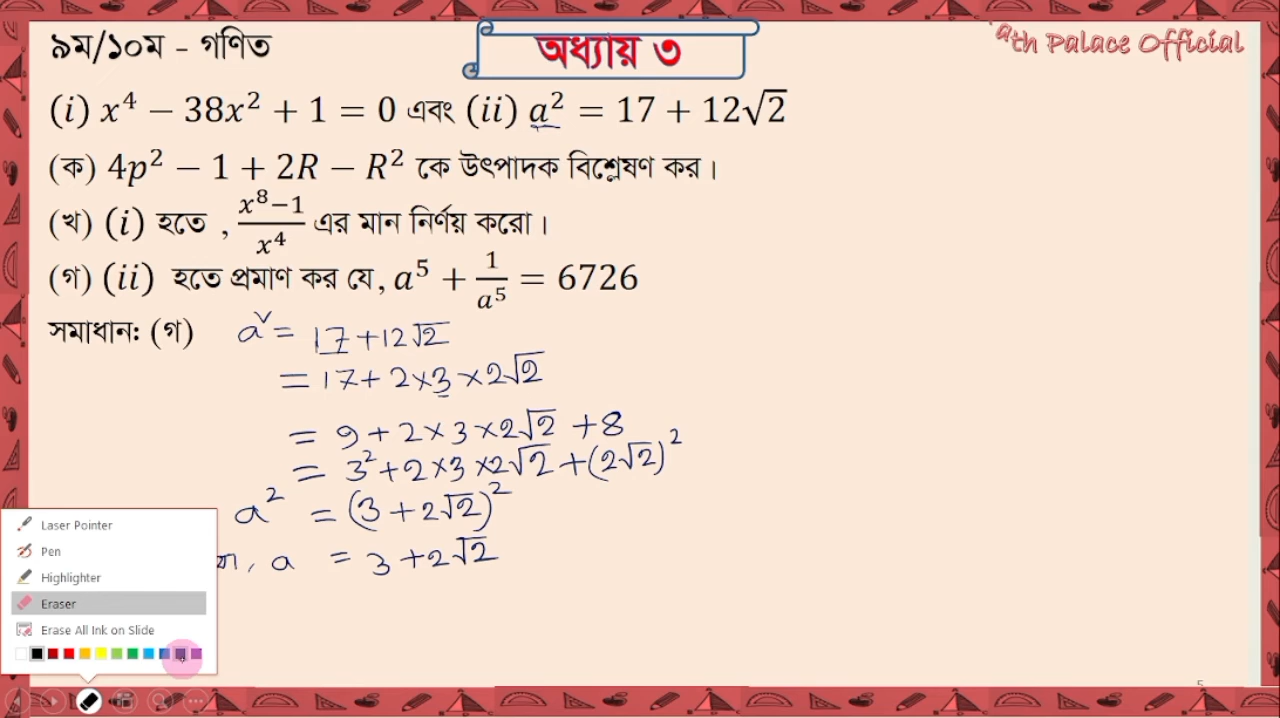 ৯ম/১০ম - গণিত
অধ্যায় ৩
ath Palace Official
(i) x⁴ − 38x² + 1 = 0 এবং (ii) a² = 17 + 12√2
(ক) 4p² − 1 + 2R − R² কে উৎপাদক বিশ্লেষণ কর।
(খ) (i) হতে , (x⁸−1)/x⁴ এর মান নির্ণয় করো।
(গ) (ii) হতে প্রমাণ কর যে, a⁵ + 1/a⁵ = 6726
সমাধান: (গ) a² = 17 + 12√2
= 17 + 2×3×2√2
= 9 + 2×3×2√2 + 8
= 3² + 2×3×2√2 + (2√2)²
a² = (3 + 2√2)²
, a = 3 + 2√2
Laser Pointer
Pen
Highlighter
Eraser
Erase All Ink on Slide
5